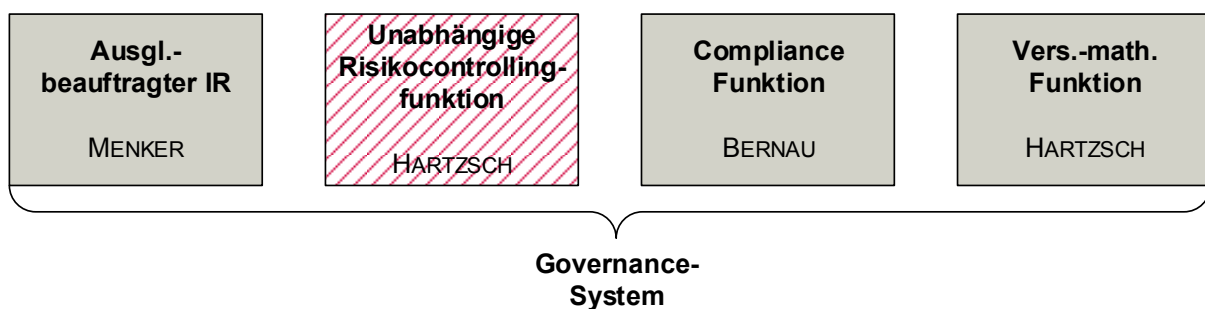 Ausgl.-
beauftragter IR
MENKER
Unabhängige
Risikocontrolling-
funktion
HARTZSCH
Compliance
Funktion
BERNAU
Vers.-math.
Funktion
HARTZSCH
Governance-
System